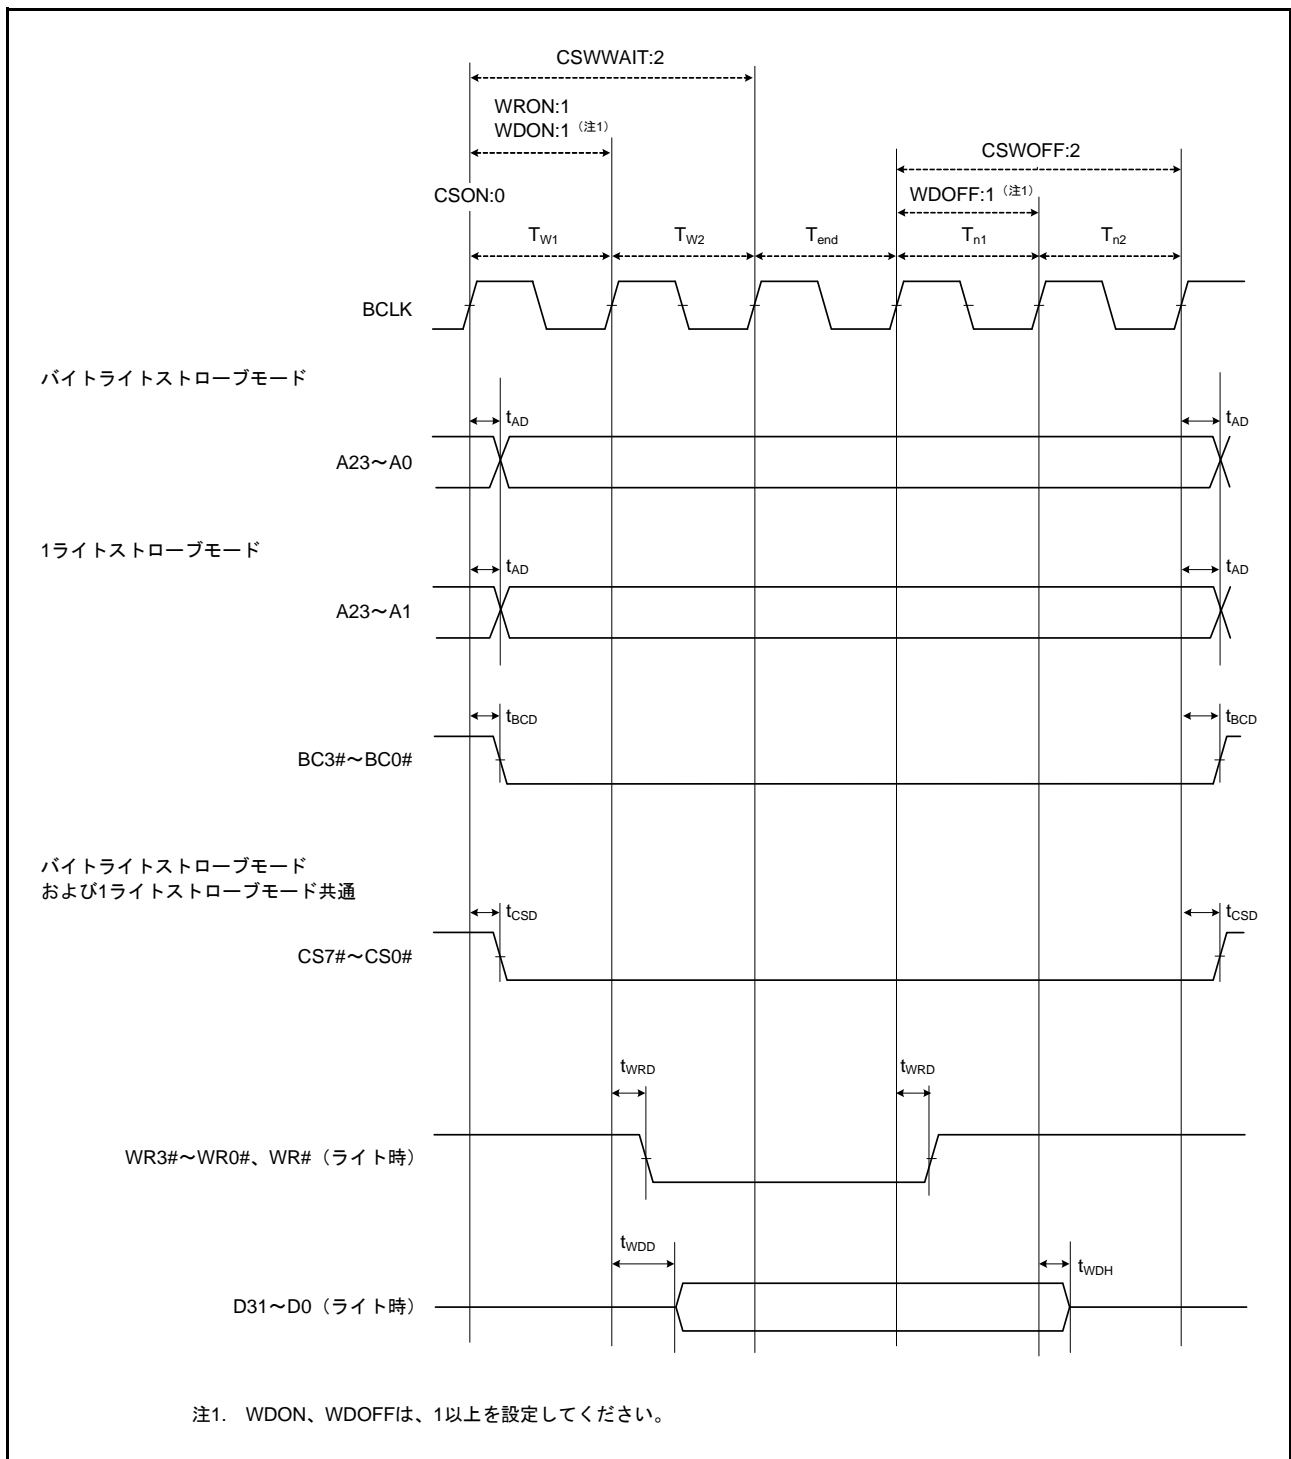 CSWWAIT:2
WRON:1
WDON:1（注1）
CSWOFF:2
CSON:0
WDOFF:1（注1）
TW1 TW2 Tend Tn1 Tn2
BCLK
バイトライトストローブモード
tAD tAD
A23～A0
1ライトストローブモード
tAD tAD
A23～A1
tBCD tBCD
BC3#～BC0#
バイトライトストローブモード
および1ライトストローブモード共通
tCSD tCSD
CS7#～CS0#
tWRD tWRD
WR3#～WR0#、WR#（ライト時）
tWDD tWDH
D31～D0（ライト時）
注1. WDON、WDOFFは、1以上を設定してください。